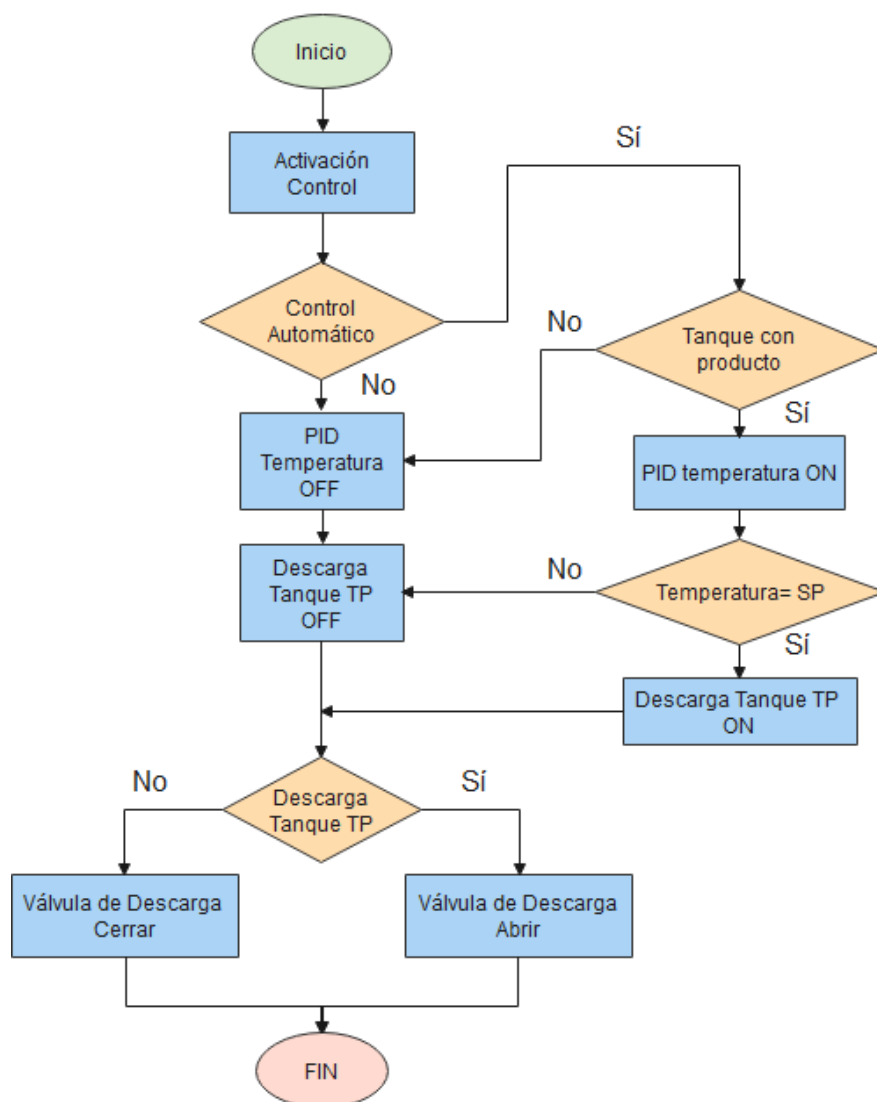 Inicio
Activación
Control
Sí
Control
Automático
No
Tanque con
producto
No
Sí
PID
Temperatura
OFF
PID temperatura ON
Descarga
Tanque TP
OFF
No
Temperatura= SP
Sí
Descarga Tanque TP
ON
No
Descarga
Tanque TP
Sí
Válvula de Descarga
Cerrar
Válvula de Descarga
Abrir
FIN